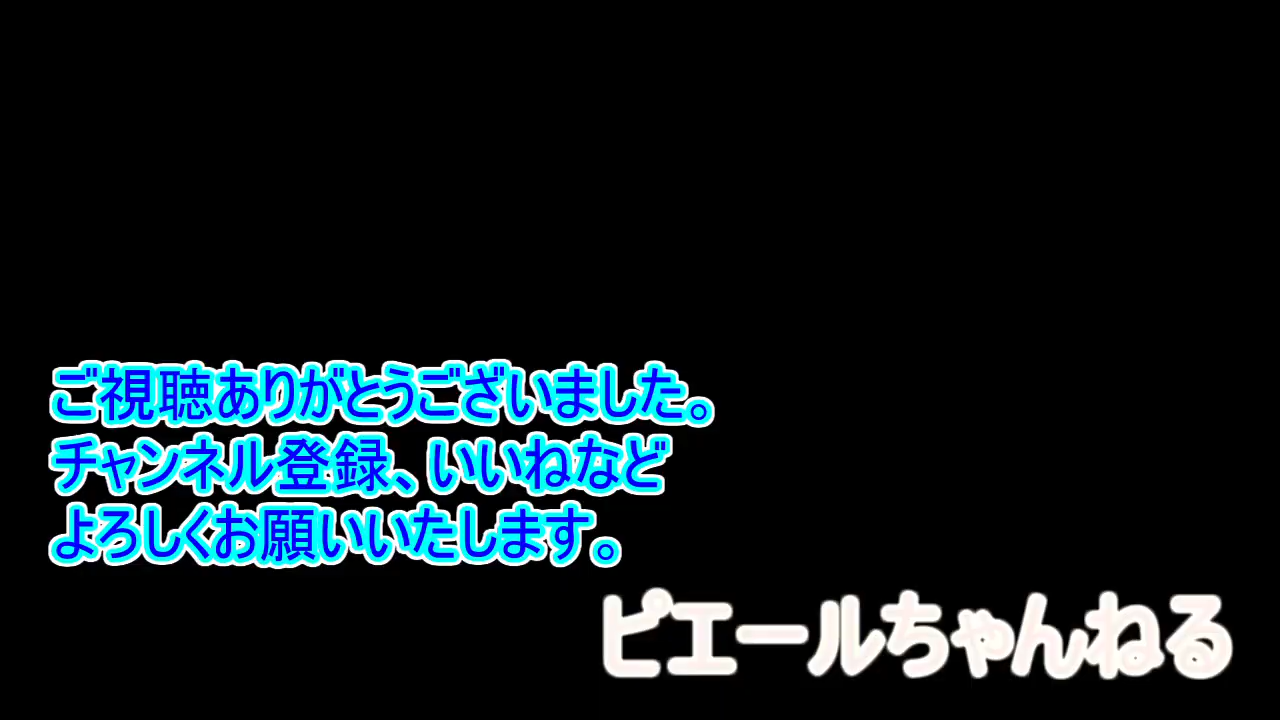 ご視聴ありがとうございました。
チャンネル登録、いいねなど
よろしくお願いいたします。
ピエールちゃんねる